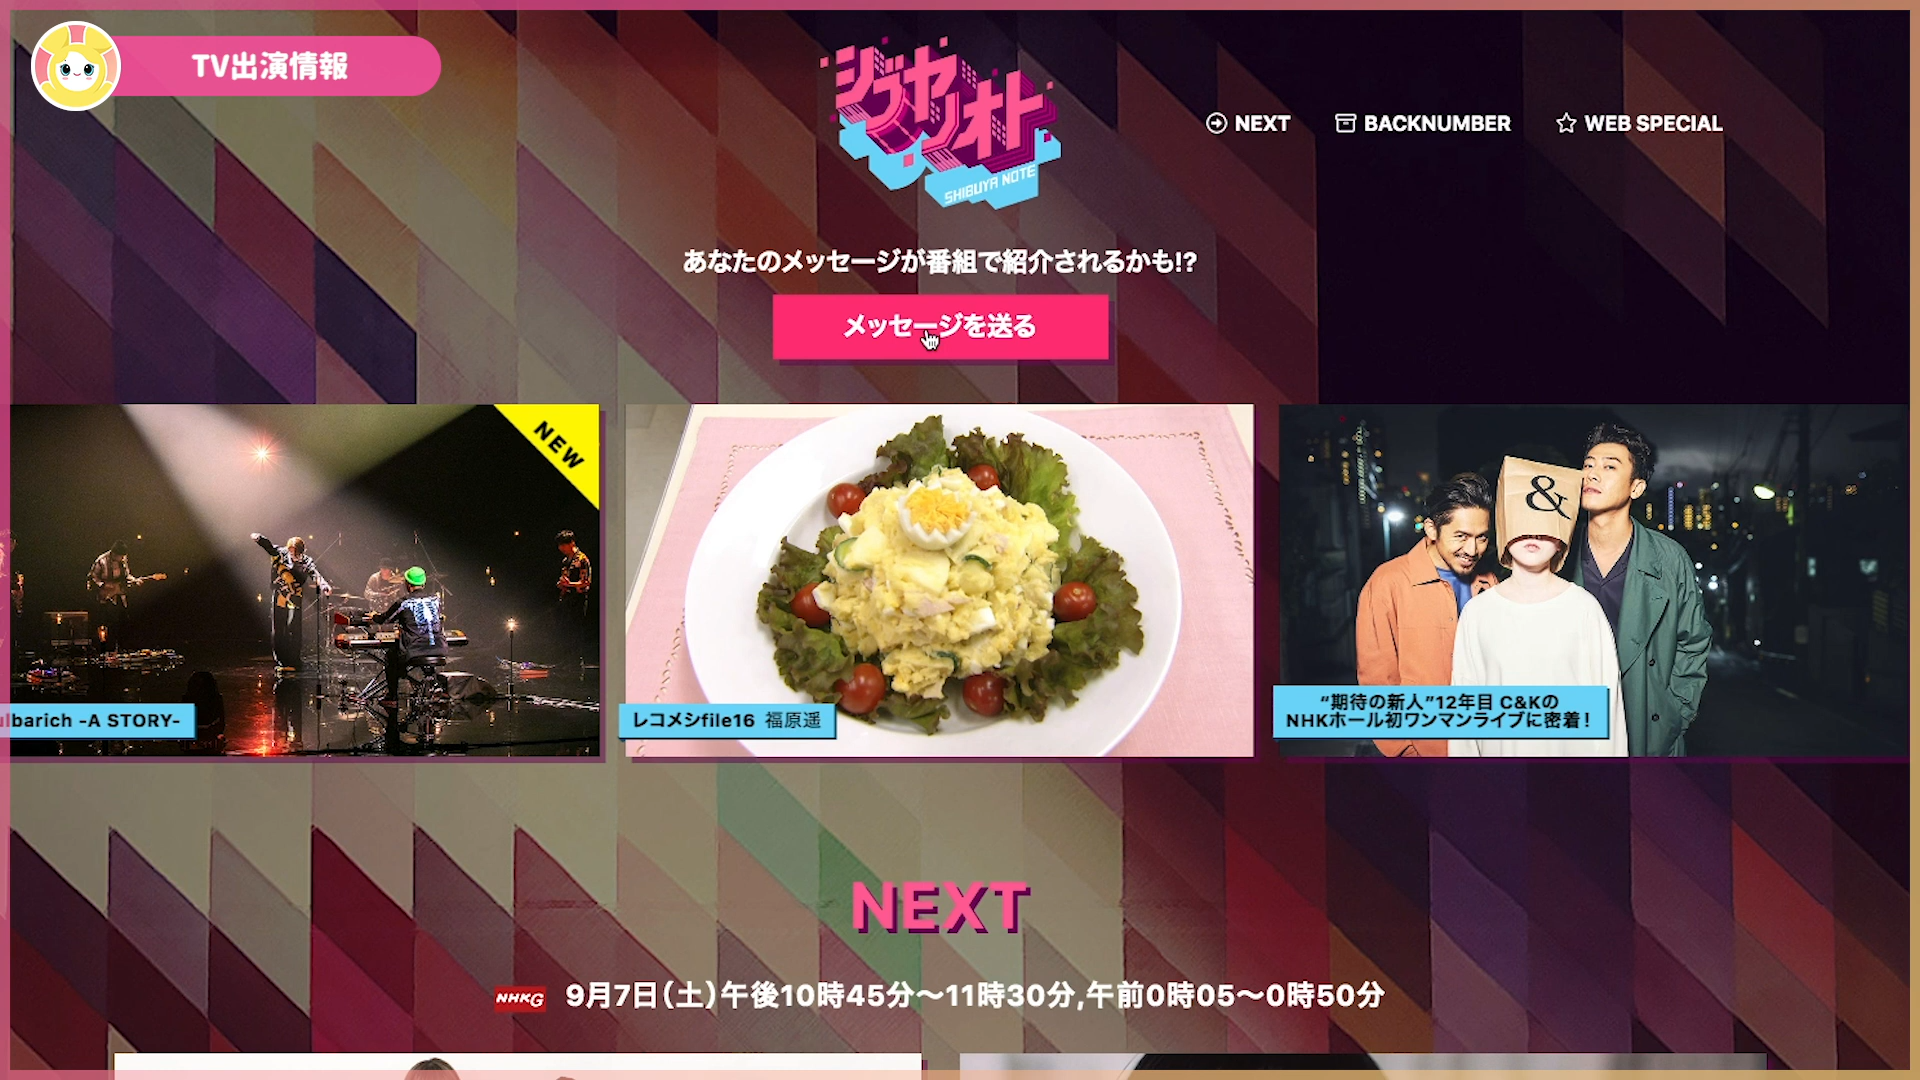 TV出演情報
シブヤノオト
SHIBUYA NOTE
NEXT
BACKNUMBER
WEB SPECIAL
あなたのメッセージが番組で紹介されるかも!?
メッセージを送る
NEW
ulbarich -A STORY-
レコメシfile16 福原遥
&
“期待の新人”12年目 C&Kの
NHKホール初ワンマンライブに密着！
NEXT
NHKG
9月7日(土)午後10時45分〜11時30分,午前0時05〜0時50分